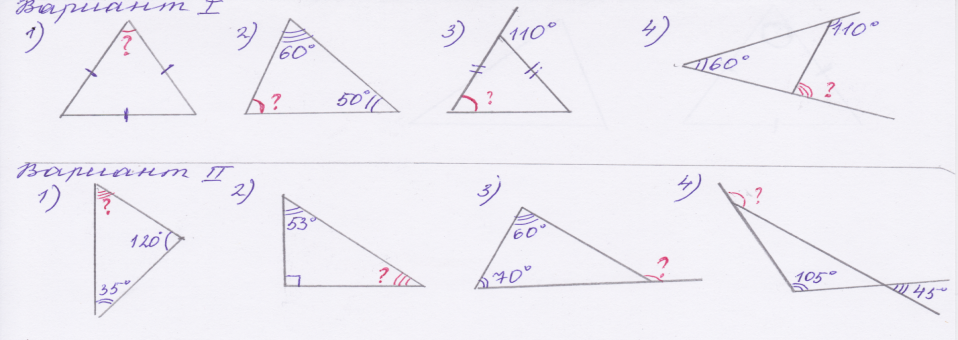 Вариант I
1) ?
2) 60° ? 50°
3) 110° ?
4) 60° 110° ?
Вариант II
1) ? 120° 35°
2) 53° ?
3) 60° 70° ?
4) ? 105° 45°